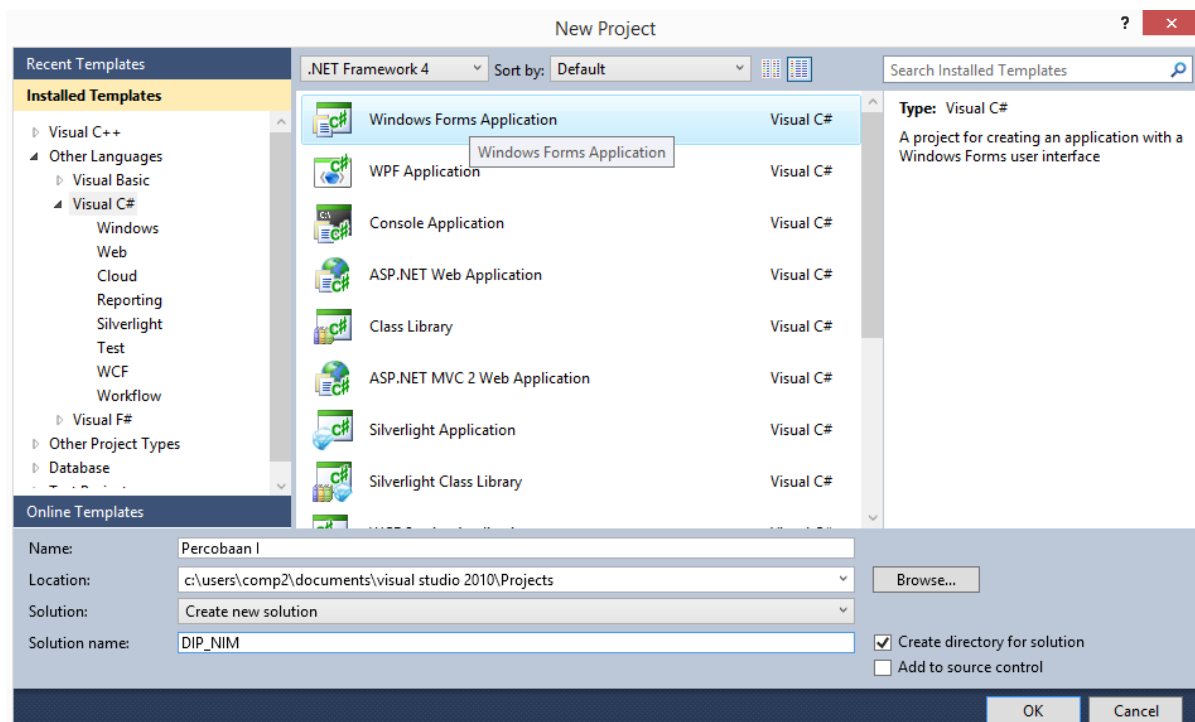 New Project
?
Recent Templates
.NET Framework 4 Sort by: Default
Search Installed Templates
Installed Templates
Visual C++
Other Languages
Visual Basic
Visual C#
Windows
Web
Cloud
Reporting
Silverlight
Test
WCF
Workflow
Visual F#
Other Project Types
Database
Online Templates
Windows Forms Application Visual C#
Windows Forms Application
WPF Application Visual C#
Console Application Visual C#
ASP.NET Web Application Visual C#
Class Library Visual C#
ASP.NET MVC 2 Web Application Visual C#
Silverlight Application Visual C#
Silverlight Class Library Visual C#
Type: Visual C#
A project for creating an application with a
Windows Forms user interface
Name: Percobaan I
Location: c:\users\comp2\documents\visual studio 2010\Projects
Browse...
Solution: Create new solution
Solution name: DIP_NIM
Create directory for solution
Add to source control
OK Cancel